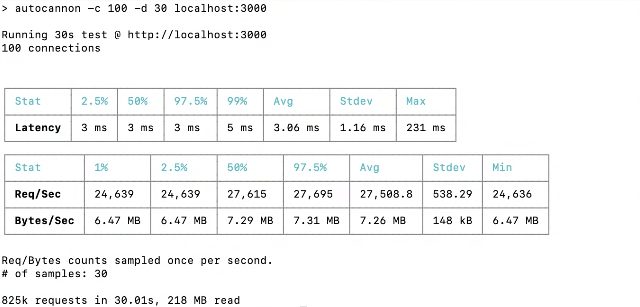 > autocannon -c 100 -d 30 localhost:3000
Running 30s test @ http://localhost:3000
100 connections
Stat 2.5% 50% 97.5% 99% Avg Stdev Max
Latency 3 ms 3 ms 3 ms 5 ms 3.06 ms 1.16 ms 231 ms
Stat 1% 2.5% 50% 97.5% Avg Stdev Min
Req/Sec 24,639 24,639 27,615 27,695 27,508.8 538.29 24,636
Bytes/Sec 6.47 MB 6.47 MB 7.29 MB 7.31 MB 7.26 MB 148 kB 6.47 MB
Req/Bytes counts sampled once per second.
# of samples: 30
825k requests in 30.01s, 218 MB read